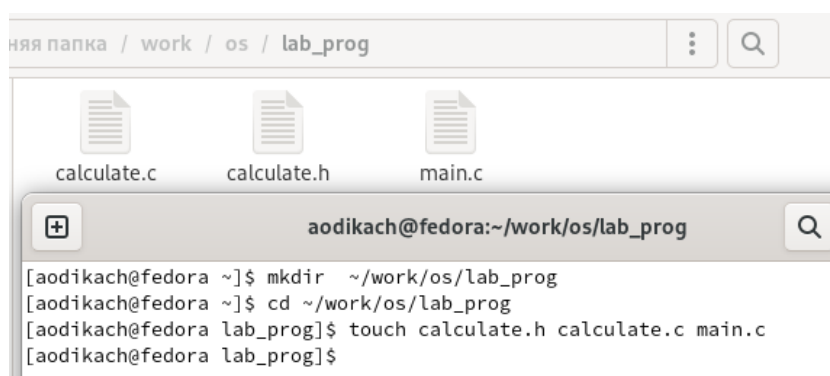 няя папка / work / os / lab_prog
calculate.c calculate.h main.c
aodikach@fedora:~/work/os/lab_prog
[aodikach@fedora ~]$ mkdir  ~/work/os/lab_prog
[aodikach@fedora ~]$ cd ~/work/os/lab_prog
[aodikach@fedora lab_prog]$ touch calculate.h calculate.c main.c
[aodikach@fedora lab_prog]$